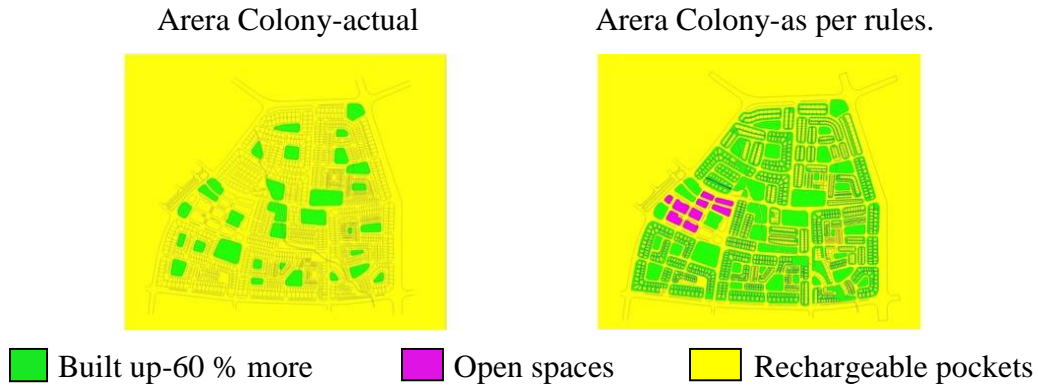 Arera Colony-actual
Arera Colony-as per rules.
Built up-60 % more
Open spaces
Rechargeable pockets